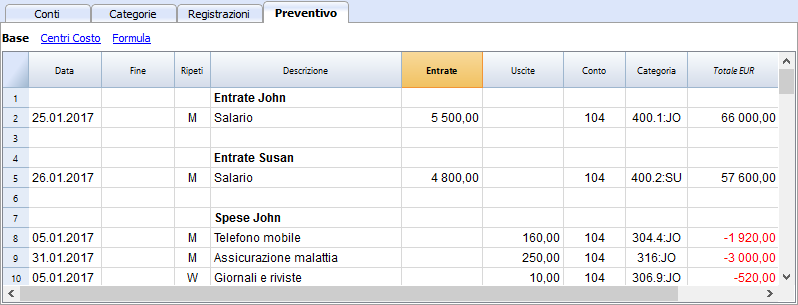 Conti Categorie Registrazioni Preventivo
Base Centri Costo Formula
Data Fine Ripeti Descrizione Entrate Uscite Conto Categoria Totale EUR
1 Entrate John
2 25.01.2017 M Salario 5 500,00 104 400.1:JO 66 000,00
3
4 Entrate Susan
5 26.01.2017 M Salario 4 800,00 104 400.2:SU 57 600,00
6
7 Spese John
8 05.01.2017 M Telefono mobile 160,00 104 304.4:JO -1 920,00
9 31.01.2017 M Assicurazione malattia 250,00 104 316:JO -3 000,00
10 05.01.2017 W Giornali e riviste 10,00 104 306.9:JO -520,00